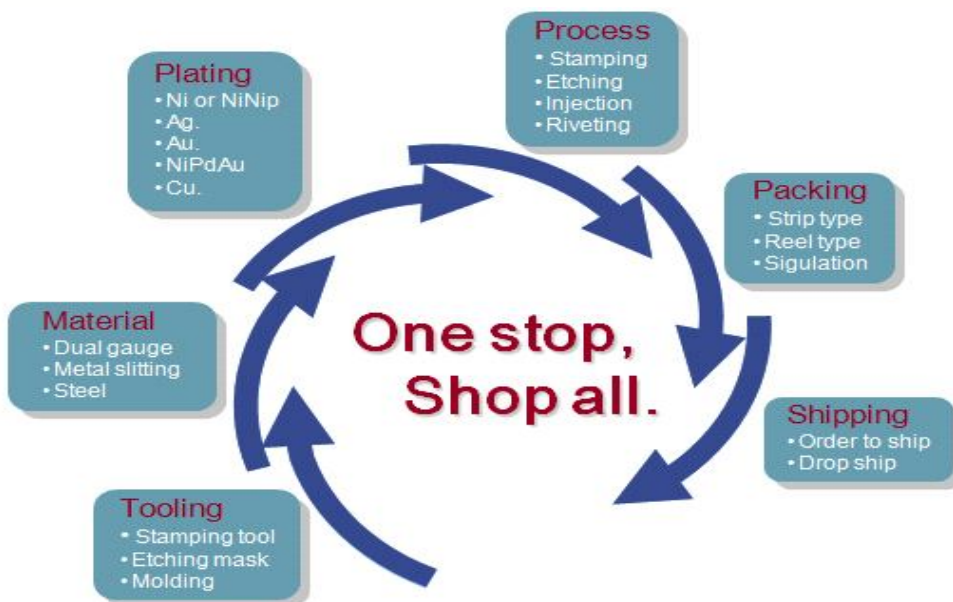 Process
• Stamping
• Etching
• Injection
• Riveting
Plating
• Ni or NiNip
• Ag.
• Au.
• NiPdAu
• Cu.
Packing
• Strip type
• Reel type
• Sigulation
Material
• Dual gauge
• Metal slitting
• Steel
One stop,
Shop all.
Shipping
• Order to ship
• Drop ship
Tooling
• Stamping tool
• Etching mask
• Molding